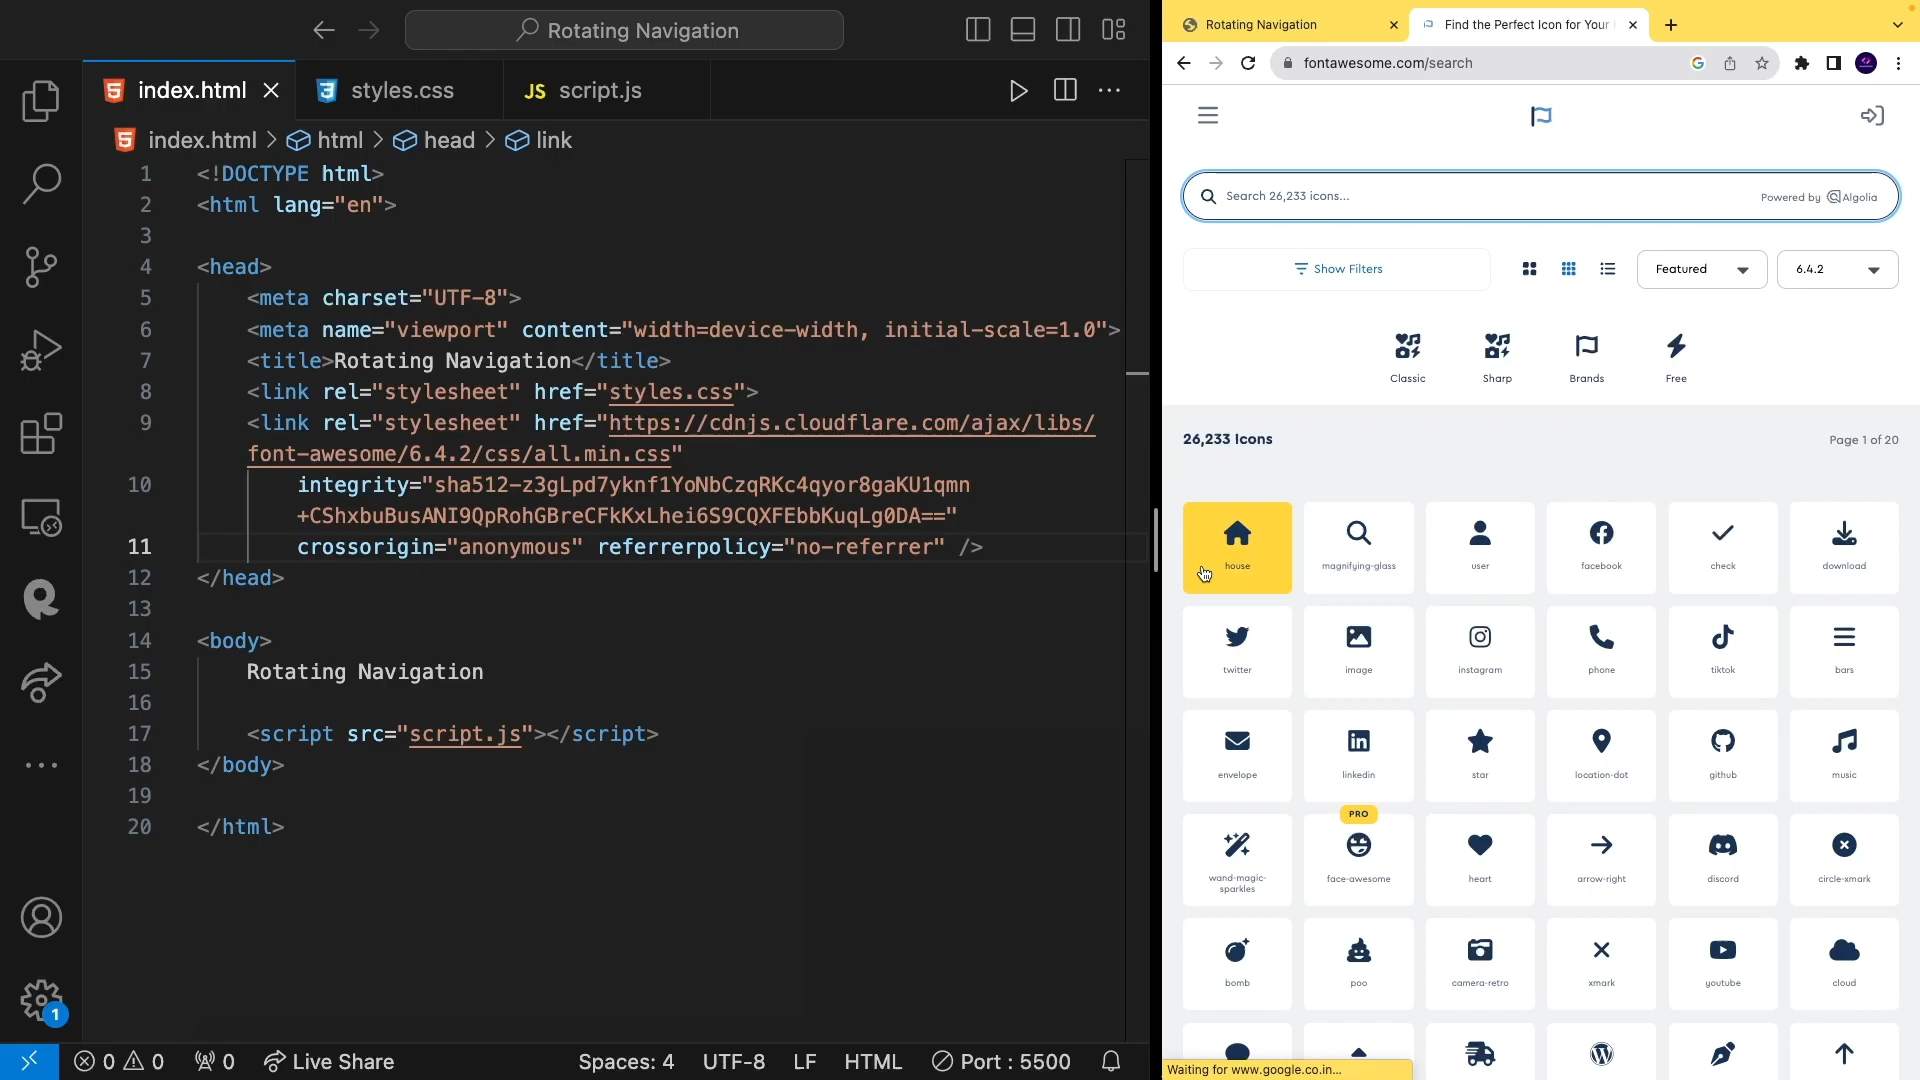 Rotating Navigation
index.html
styles.css
JS script.js
index.html > html > head > link
1 <!DOCTYPE html>
2 <html lang="en">
3
4 <head>
5 <meta charset="UTF-8">
6 <meta name="viewport" content="width=device-width, initial-scale=1.0">
7 <title>Rotating Navigation</title>
8 <link rel="stylesheet" href="styles.css">
9 <link rel="stylesheet" href="https://cdnjs.cloudflare.com/ajax/libs/
font-awesome/6.4.2/css/all.min.css"
10 integrity="sha512-z3gLpd7yknf1YoNbCzqRKc4qyor8gaKU1qmn
+CShxbuBusANI9QpRohGBreCFkKxLhei6S9CQXFEbbKuqLg0DA=="
11 crossorigin="anonymous" referrerpolicy="no-referrer" />
12 </head>
13
14 <body>
15 Rotating Navigation
16
17 <script src="script.js"></script>
18 </body>
19
20 </html>
1
0 0
0
Live Share
Spaces: 4
UTF-8
LF
HTML
Port : 5500
Rotating Navigation
Find the Perfect Icon for Your
fontawesome.com/search
Search 26,233 icons...
Powered by Algolia
Show Filters
Featured
6.4.2
Classic
Sharp
Brands
Free
26,233 Icons
Page 1 of 20
house
magnifying-glass
user
facebook
check
download
twitter
image
instagram
phone
tiktok
bars
envelope
linkedin
star
location-dot
github
music
PRO
wand-magic-
sparkles
face-awesome
heart
arrow-right
discord
circle-xmark
bomb
poo
camera-retro
xmark
youtube
cloud
Waiting for www.google.co.in...